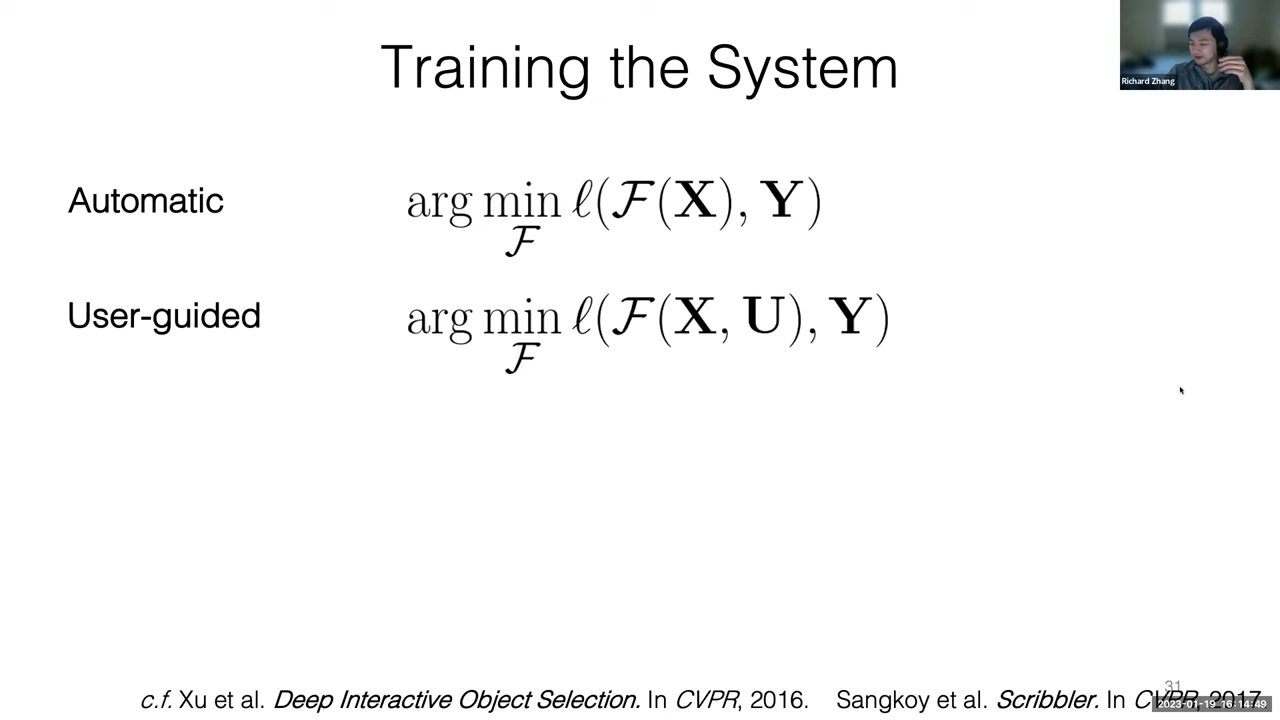 Training the System
Richard Zhang
Automatic
arg min ℓ(ℱ(X), Y)
ℱ
User-guided
arg min ℓ(ℱ(X, U), Y)
ℱ
31
c.f. Xu et al. Deep Interactive Object Selection. In CVPR, 2016. Sangkoy et al. Scribbler. In CVPR, 2017.
2023-01-19 16:14:49